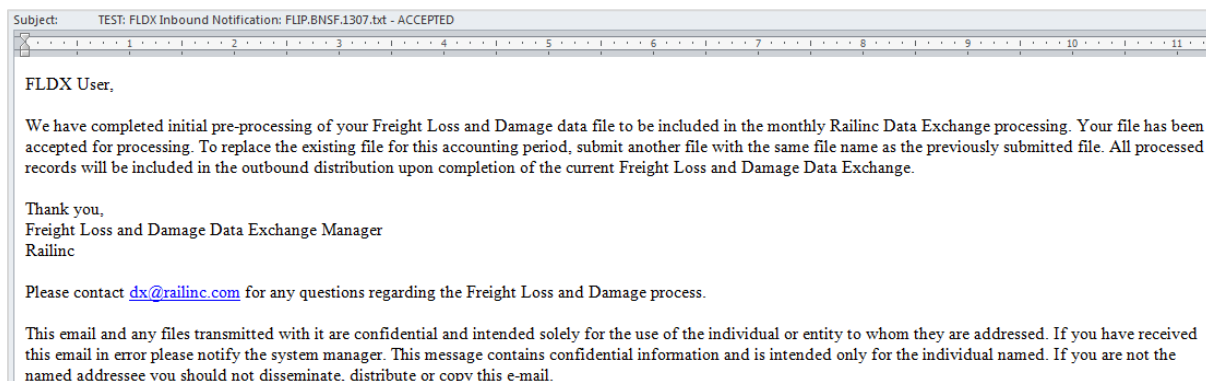 Subject: TEST: FLDX Inbound Notification: FLIP.BNSF.1307.txt - ACCEPTED
1 2 3 4 5 6 7 8 9 10 11
FLDX User,
We have completed initial pre-processing of your Freight Loss and Damage data file to be included in the monthly Railinc Data Exchange processing. Your file has been
accepted for processing. To replace the existing file for this accounting period, submit another file with the same file name as the previously submitted file. All processed
records will be included in the outbound distribution upon completion of the current Freight Loss and Damage Data Exchange.
Thank you,
Freight Loss and Damage Data Exchange Manager
Railinc
Please contact dx@railinc.com for any questions regarding the Freight Loss and Damage process.
This email and any files transmitted with it are confidential and intended solely for the use of the individual or entity to whom they are addressed. If you have received
this email in error please notify the system manager. This message contains confidential information and is intended only for the individual named. If you are not the
named addressee you should not disseminate, distribute or copy this e-mail.